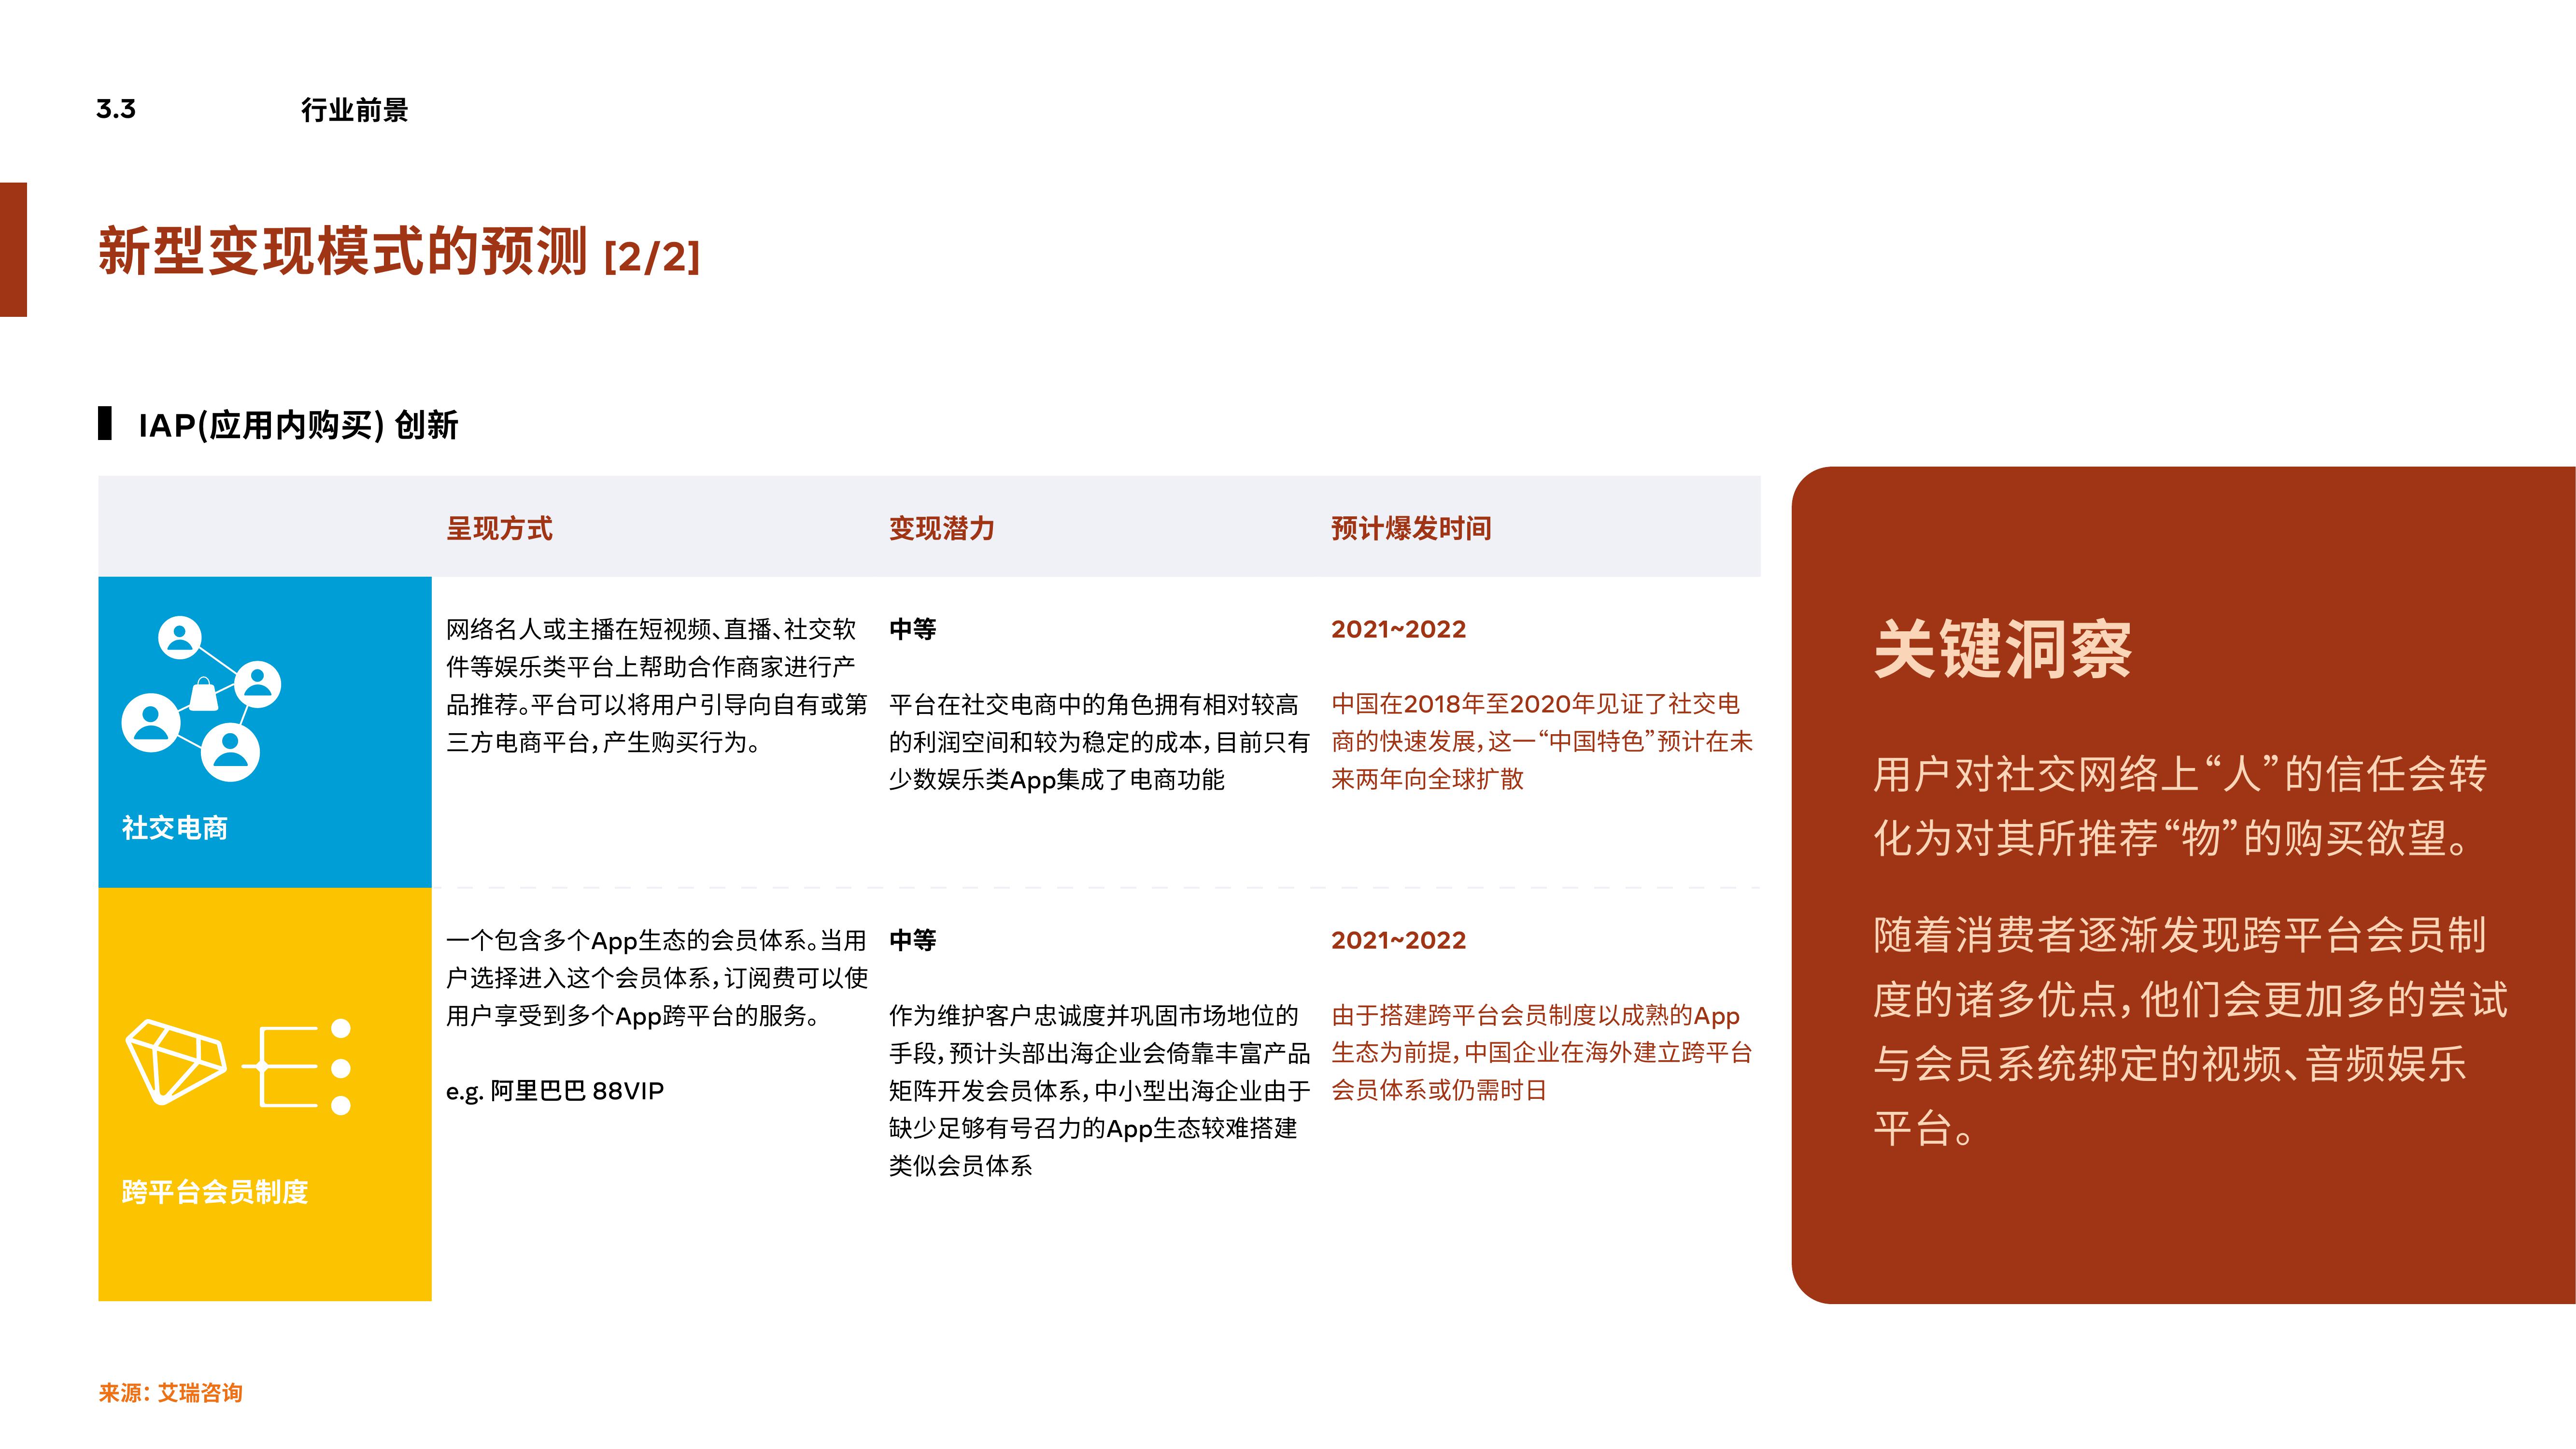 3.3
行业前景
新型变现模式的预测 [2/2]
IAP(应用内购买) 创新
呈现方式
变现潜力
预计爆发时间
社交电商
网络名人或主播在短视频、直播、社交软
件等娱乐类平台上帮助合作商家进行产
品推荐。平台可以将用户引导向自有或第
三方电商平台，产生购买行为。
中等
平台在社交电商中的角色拥有相对较高
的利润空间和较为稳定的成本，目前只有
少数娱乐类App集成了电商功能
2021~2022
中国在2018年至2020年见证了社交电
商的快速发展，这一“中国特色”预计在未
来两年向全球扩散
跨平台会员制度
一个包含多个App生态的会员体系。当用
户选择进入这个会员体系，订阅费可以使
用户享受到多个App跨平台的服务。
e.g. 阿里巴巴 88VIP
中等
作为维护客户忠诚度并巩固市场地位的
手段，预计头部出海企业会倚靠丰富产品
矩阵开发会员体系，中小型出海企业由于
缺少足够有号召力的App生态较难搭建
类似会员体系
2021~2022
由于搭建跨平台会员制度以成熟的App
生态为前提，中国企业在海外建立跨平台
会员体系或仍需时日
关键洞察
用户对社交网络上“人”的信任会转
化为对其所推荐“物”的购买欲望。
随着消费者逐渐发现跨平台会员制
度的诸多优点，他们会更加多的尝试
与会员系统绑定的视频、音频娱乐
平台。
来源：艾瑞咨询